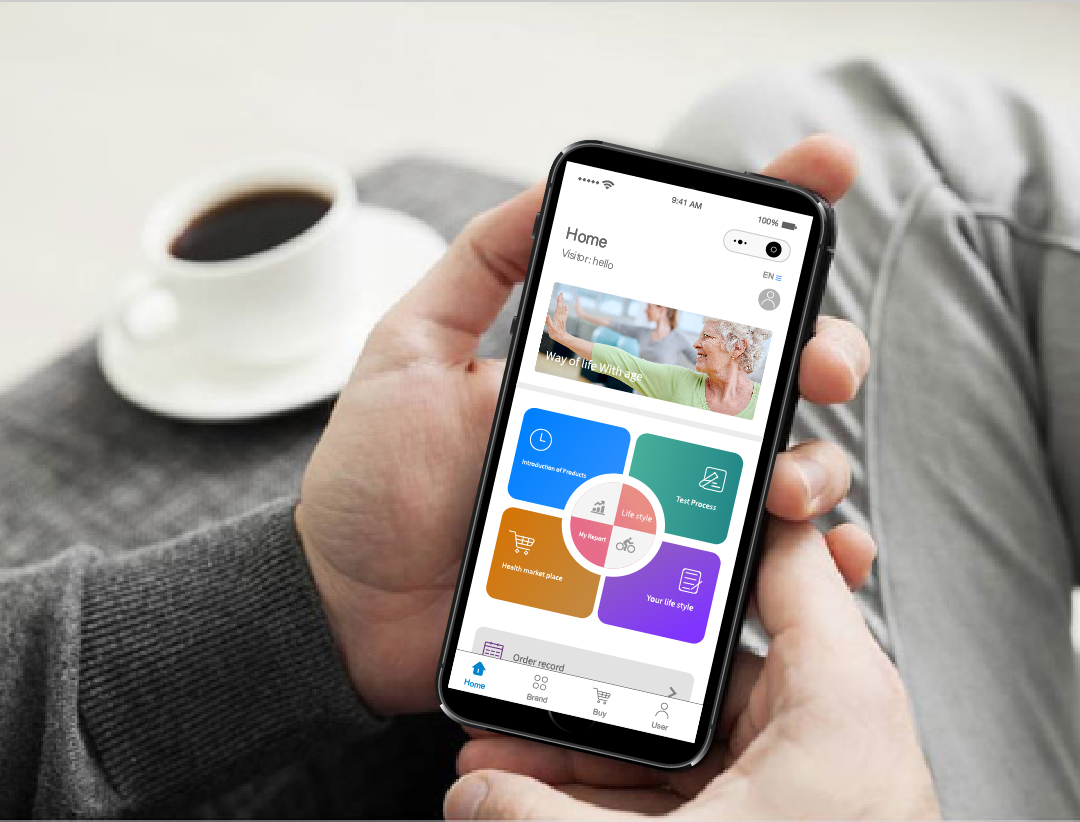 9:41 AM
100%
Home
Visitor: hello
EN
Way of life With age
Introduction of Products
Test Process
Life style
My Report
Health market place
Your life style
Order record
Home
Brand
Buy
User